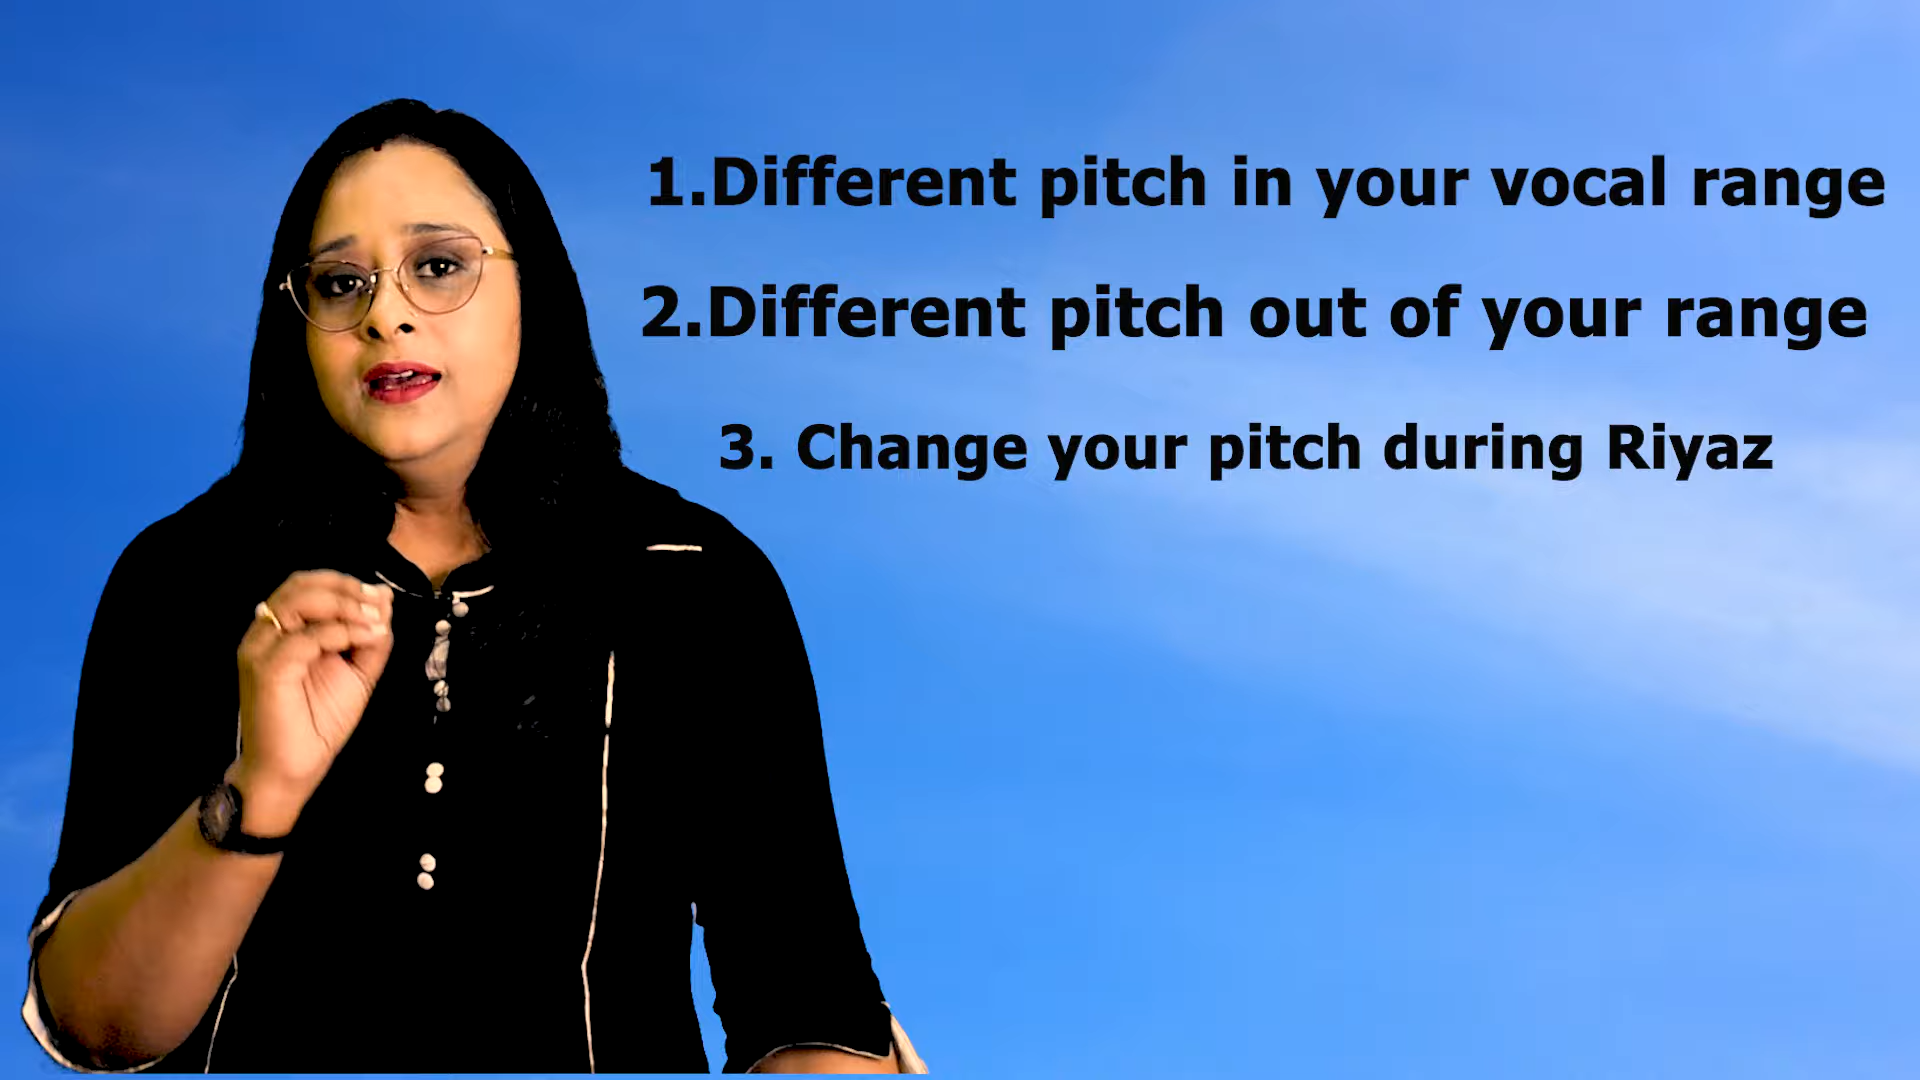 1.Different pitch in your vocal range
2.Different pitch out of your range
3. Change your pitch during Riyaz